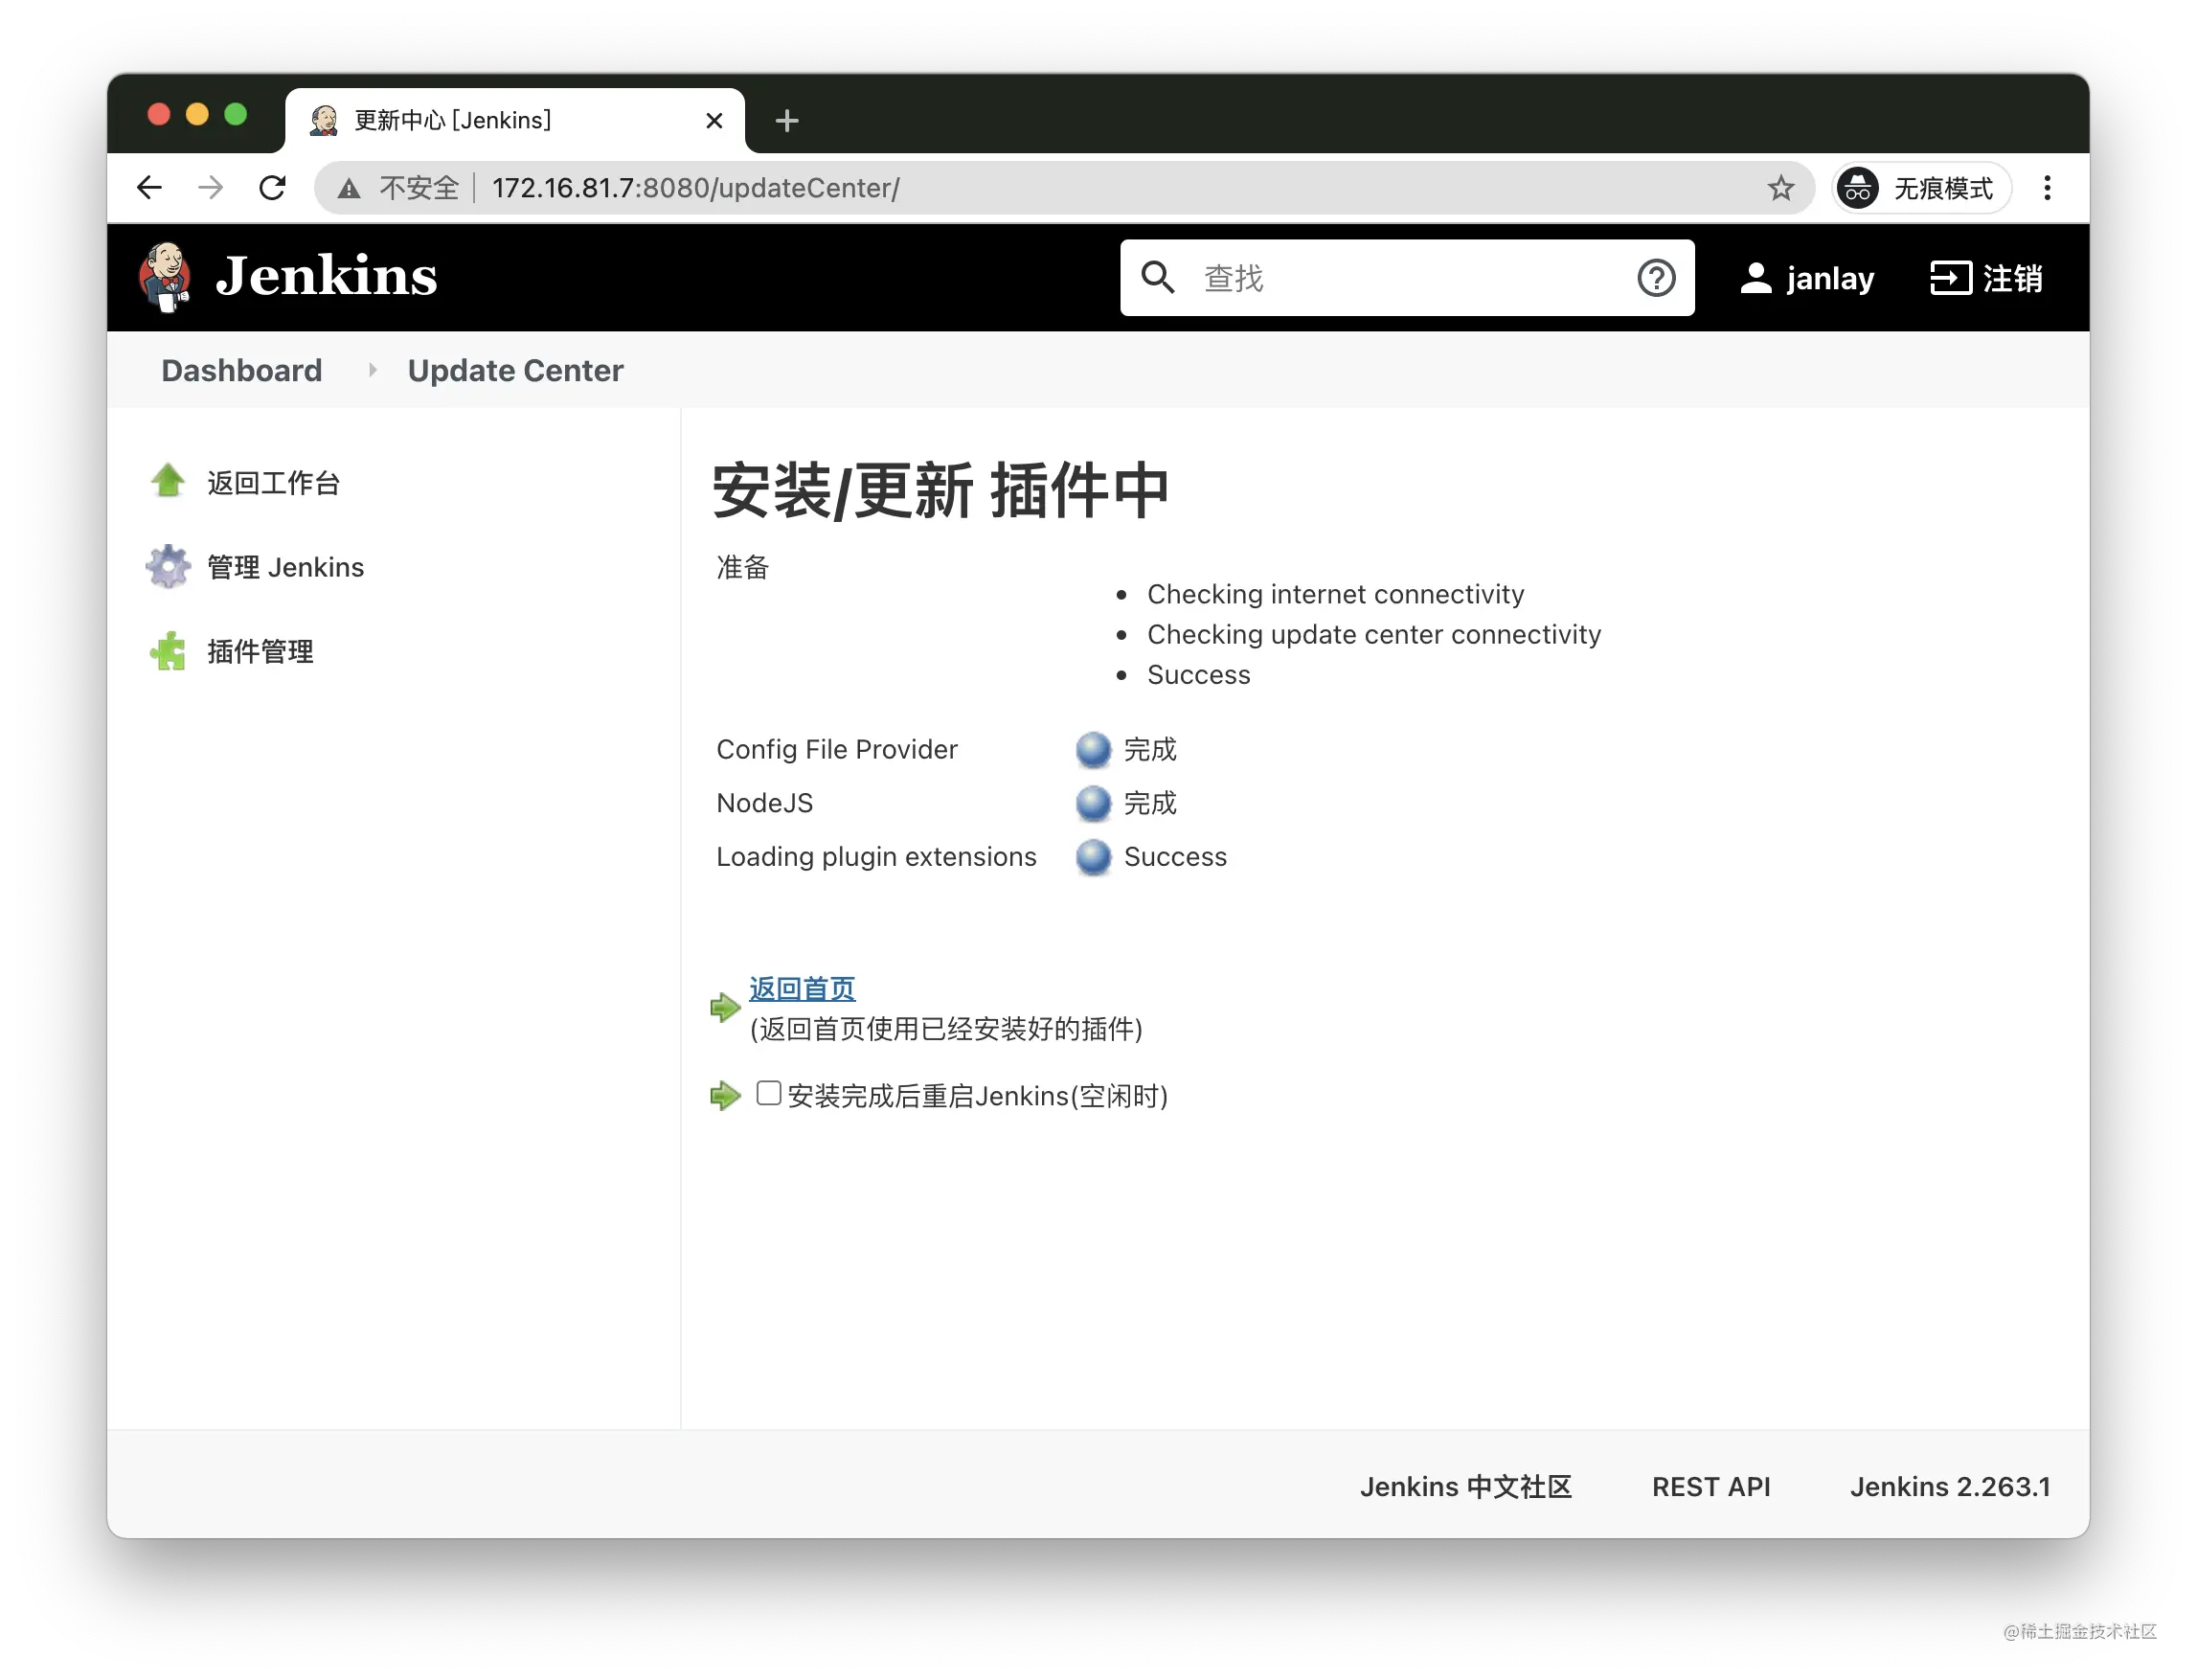 更新中心 [Jenkins]
不安全 172.16.81.7:8080/updateCenter/
无痕模式
Jenkins
查找
janlay
注销
Dashboard
Update Center
返回工作台
管理 Jenkins
插件管理
安装/更新 插件中
准备
Checking internet connectivity
Checking update center connectivity
Success
Config File Provider 完成
NodeJS 完成
Loading plugin extensions Success
返回首页
(返回首页使用已经安装好的插件)
安装完成后重启Jenkins(空闲时)
Jenkins 中文社区
REST API
Jenkins 2.263.1
@稀土掘金技术社区